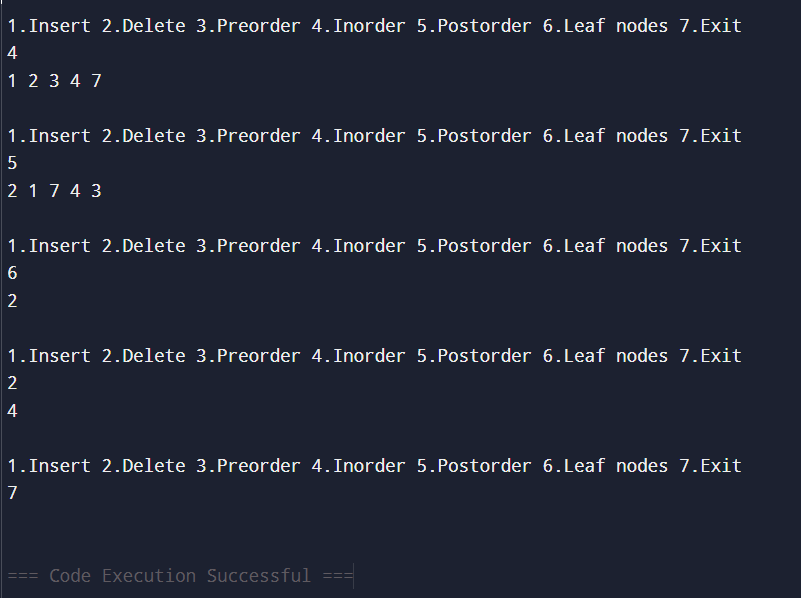 1.Insert 2.Delete 3.Preorder 4.Inorder 5.Postorder 6.Leaf nodes 7.Exit
4
1 2 3 4 7
1.Insert 2.Delete 3.Preorder 4.Inorder 5.Postorder 6.Leaf nodes 7.Exit
5
2 1 7 4 3
1.Insert 2.Delete 3.Preorder 4.Inorder 5.Postorder 6.Leaf nodes 7.Exit
6
2
1.Insert 2.Delete 3.Preorder 4.Inorder 5.Postorder 6.Leaf nodes 7.Exit
2
4
1.Insert 2.Delete 3.Preorder 4.Inorder 5.Postorder 6.Leaf nodes 7.Exit
7
=== Code Execution Successful ===